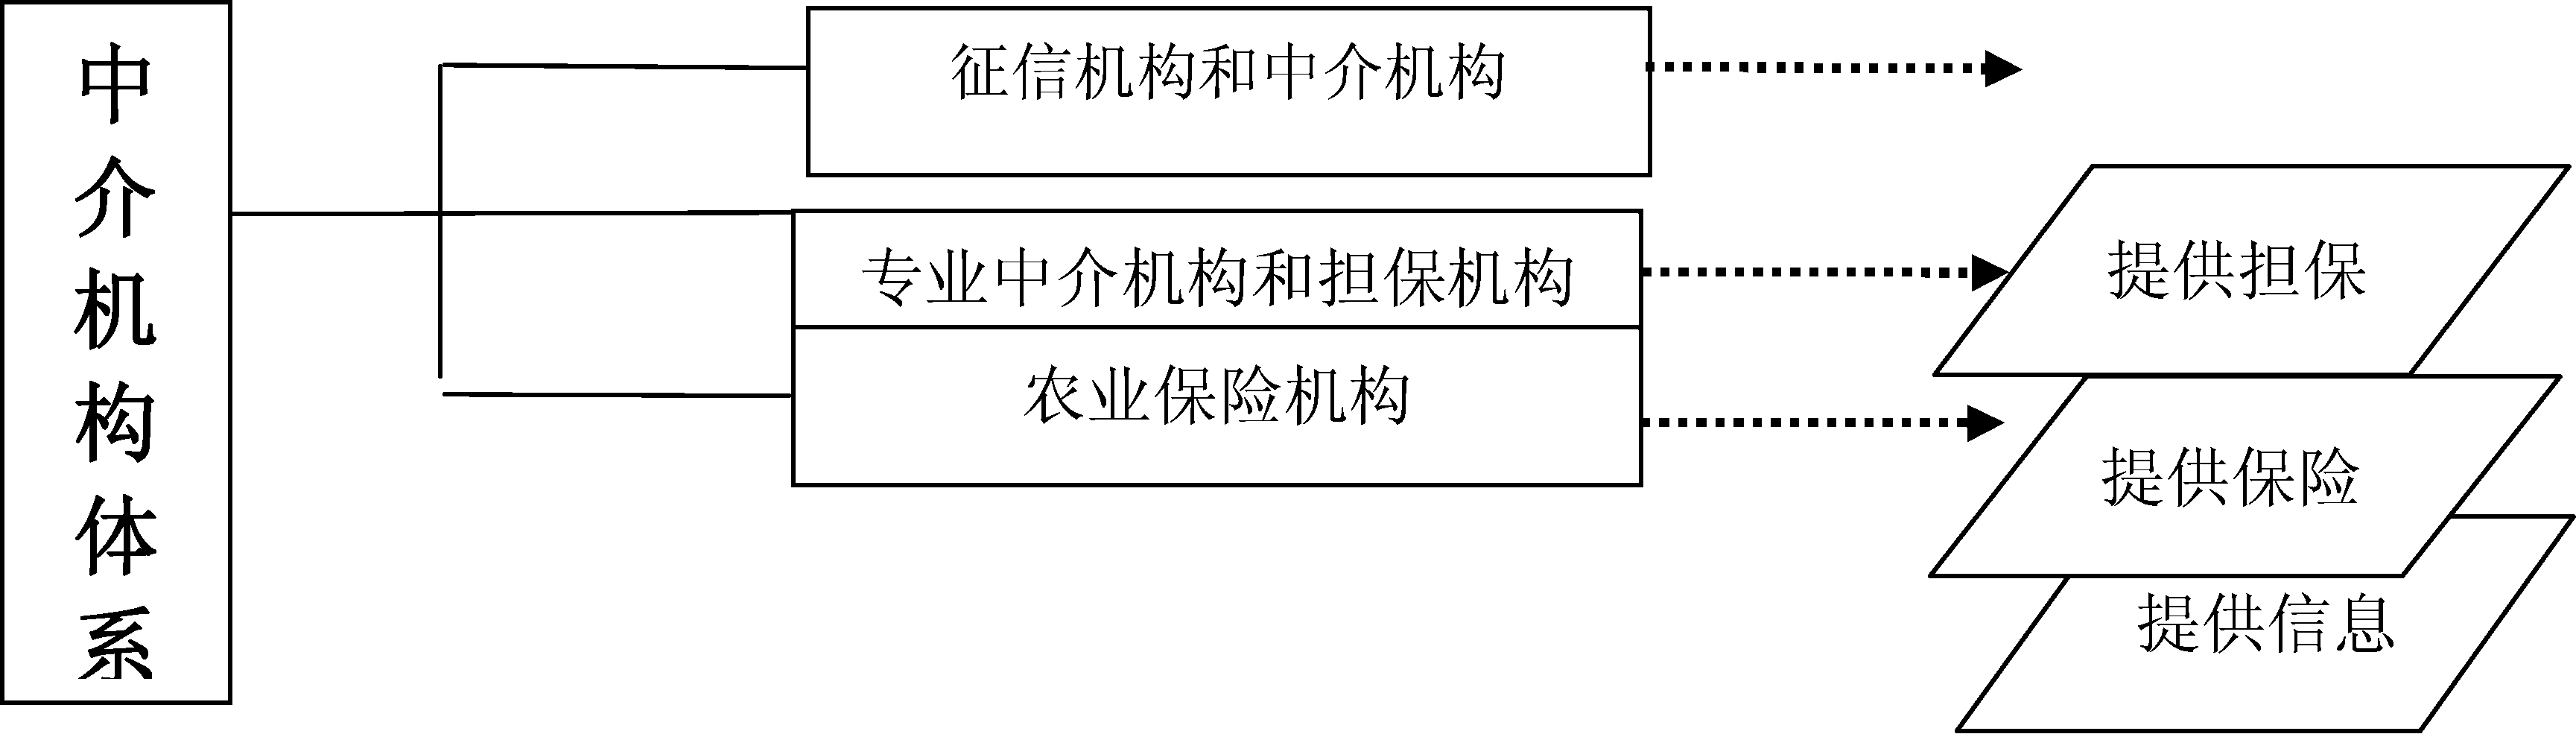 中介机构体系
征信机构和中介机构
专业中介机构和担保机构
农业保险机构
提供担保
提供保险
提供信息